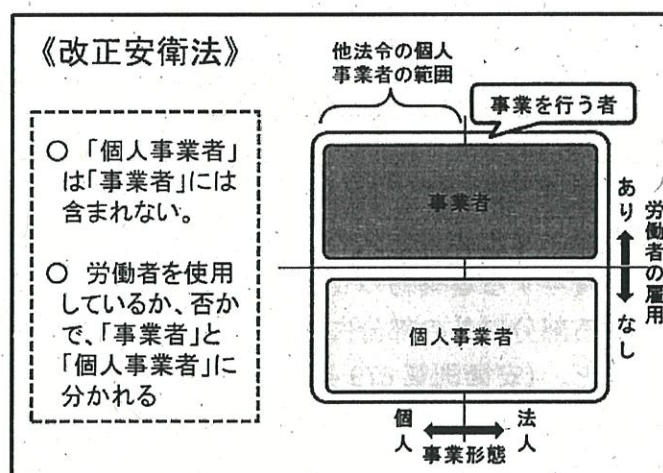 《改正安衛法》
○ 「個人事業者」
は「事業者」には
含まれない。
○ 労働者を使用
しているか、否か
で、「事業者」と
「個人事業者」に
分かれる
他法令の個人
事業者の範囲
事業を行う者
事業者
個人事業者
あり
なし
労働者の雇用
個人
法人
事業形態